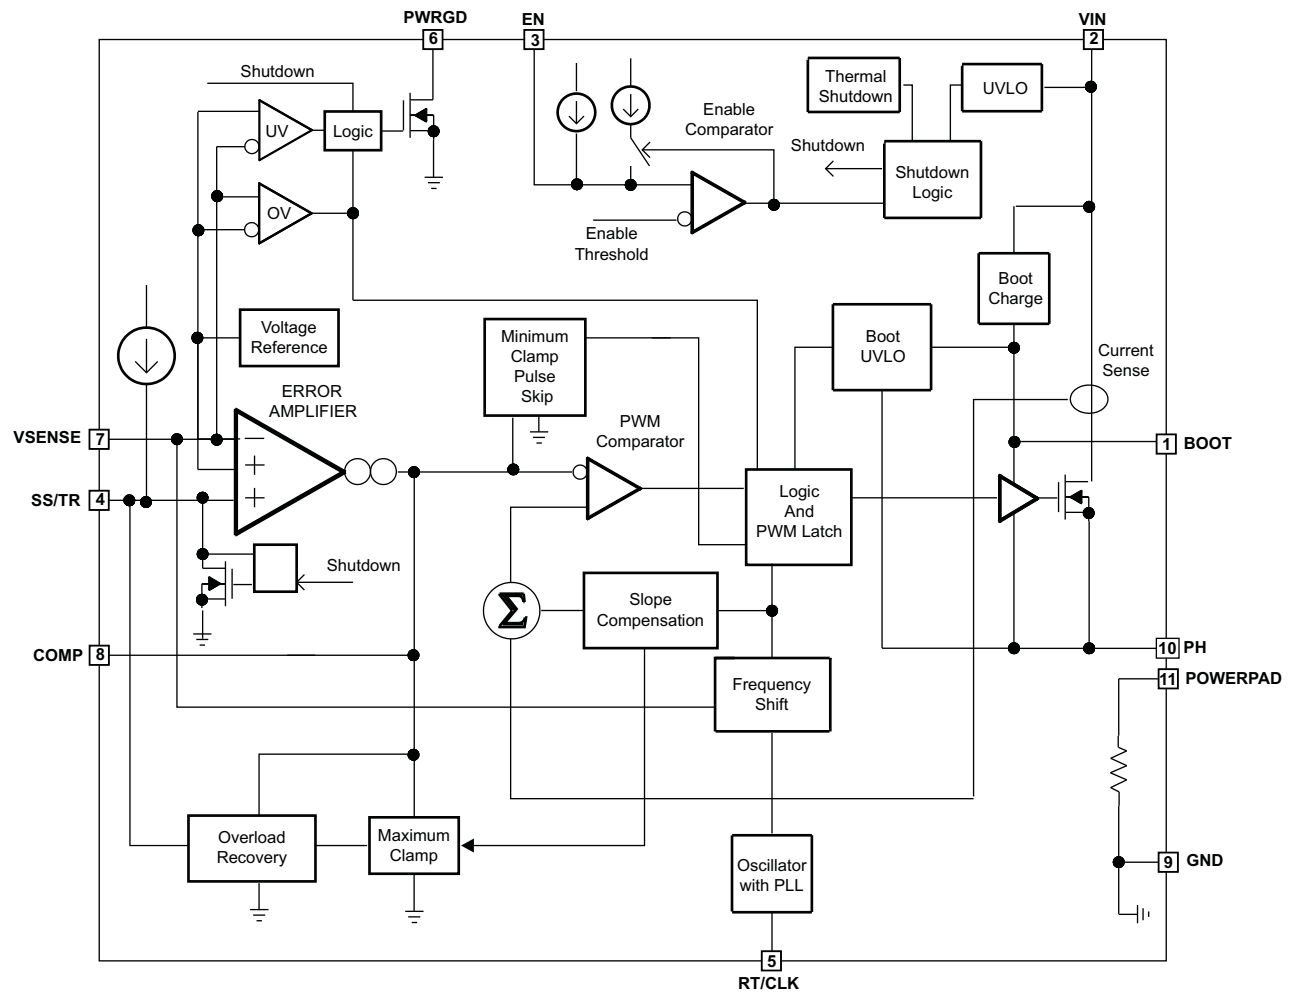 PWRGD
EN
VIN
6
3
2
Shutdown
UV
Logic
OV
Enable
Comparator
Enable
Threshold
Thermal
Shutdown
UVLO
Shutdown
Shutdown
Logic
Boot
Charge
Voltage
Reference
Minimum
Clamp
Pulse
Skip
Boot
UVLO
Current
Sense
ERROR
AMPLIFIER
PWM
Comparator
VSENSE 7
1 BOOT
SS/TR 4
−
+
+
Logic
And
PWM Latch
Shutdown
Σ
Slope
Compensation
COMP 8
10 PH
11 POWERPAD
Frequency
Shift
Overload
Recovery
Maximum
Clamp
Oscillator
with PLL
9 GND
5
RT/CLK